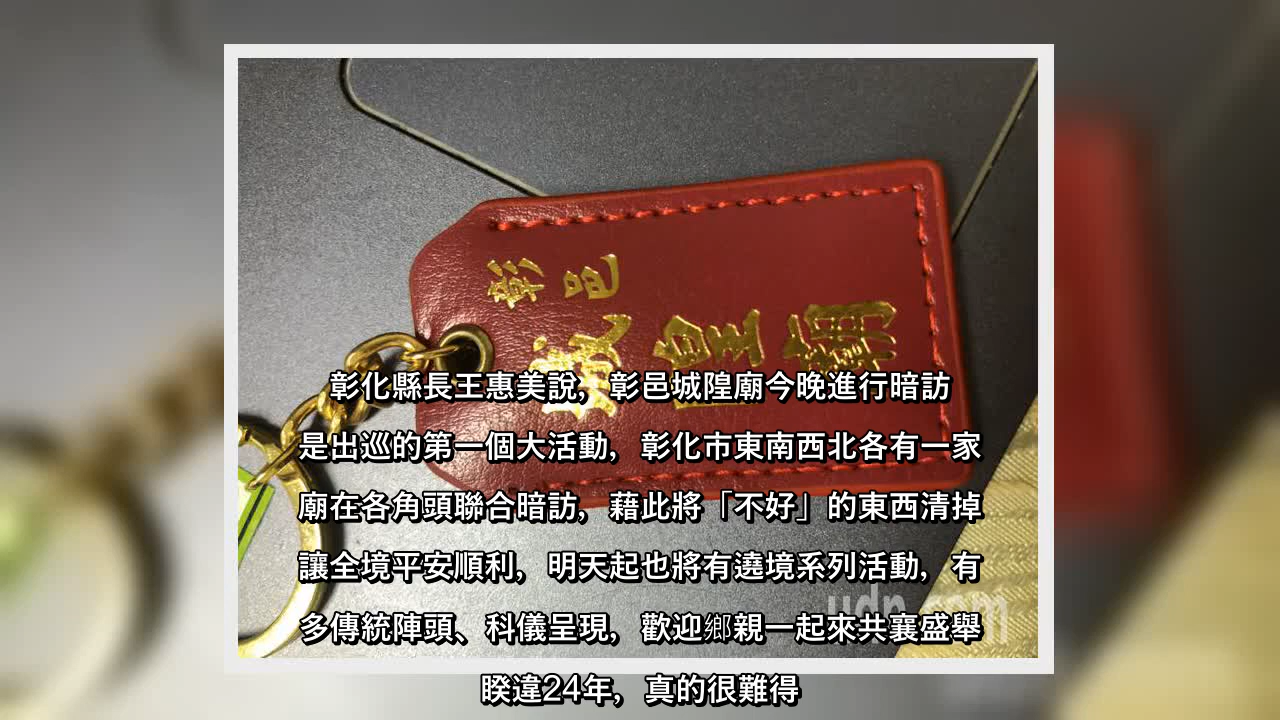 彰邑
城隍廟
彰化縣長王惠美說，彰邑城隍廟今晚進行暗訪
是出巡的第一個大活動，彰化市東南西北各有一家
廟在各角頭聯合暗訪，藉此將「不好」的東西清掉
讓全境平安順利，明天起也將有遶境系列活動，有
多傳統陣頭、科儀呈現，歡迎鄉親一起來共襄盛舉
睽違24年，真的很難得
udn.com